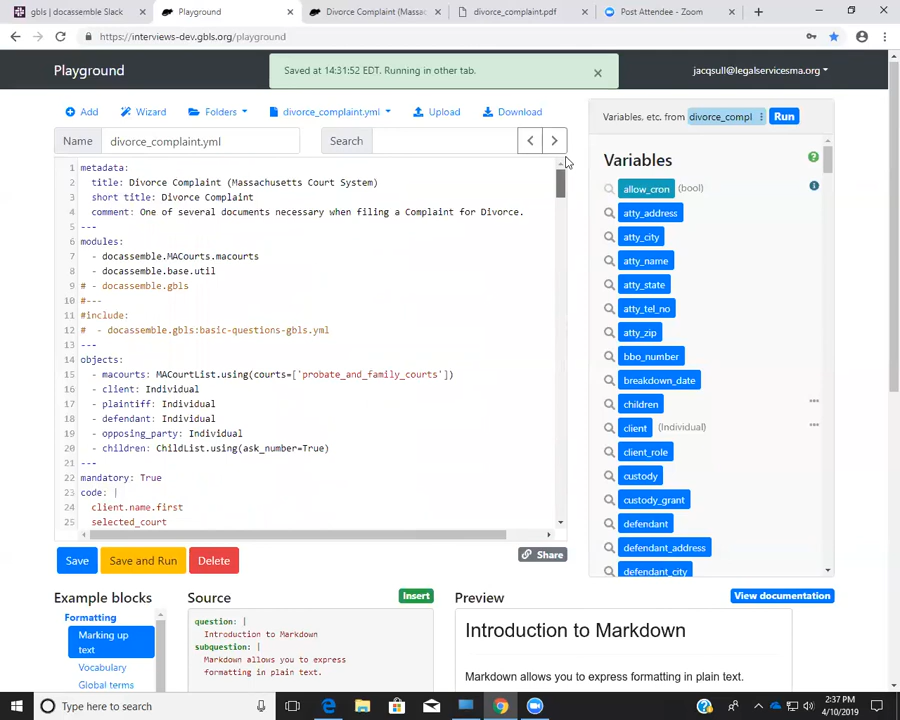 gbls | docassemble Slack
Playground
Divorce Complaint (Massa
divorce_complaint.pdf
Post Attendee - Zoom
https://interviews-dev.gbls.org/playground
Playground
Saved at 14:31:52 EDT. Running in other tab.
jacqsull@legalservicesma.org
Add
Wizard
Folders
divorce_complaint.yml
Upload
Download
Name
divorce_complaint.yml
Search
1 metadata:
2 title: Divorce Complaint (Massachusetts Court System)
3 short title: Divorce Complaint
4 comment: One of several documents necessary when filing a Complaint for Divorce.
5 ---
6 modules:
7 - docassemble.MACourts.macourts
8 - docassemble.base.util
9 # - docassemble.gbls
10 #---
11 #include:
12 # - docassemble.gbls:basic-questions-gbls.yml
13 ---
14 objects:
15 - macourts: MACourtList.using(courts=['probate_and_family_courts'])
16 - client: Individual
17 - plaintiff: Individual
18 - defendant: Individual
19 - opposing_party: Individual
20 - children: ChildList.using(ask_number=True)
21 ---
22 mandatory: True
23 code: |
24 client.name.first
25 selected_court
Save
Save and Run
Delete
Share
Variables, etc. from
divorce_compl
Run
Variables
allow_cron (bool)
atty_address
atty_city
atty_name
atty_state
atty_tel_no
atty_zip
bbo_number
breakdown_date
children
client (Individual)
client_role
custody
custody_grant
defendant
defendant_address
defendant_city
Example blocks
Formatting
Marking up text
Vocabulary
Global terms
Source
Insert
question: |
Introduction to Markdown
subquestion: |
Markdown allows you to express
formatting in plain text.
Preview
View documentation
Introduction to Markdown
Markdown allows you to express formatting in plain text.
Type here to search
2:37 PM
4/10/2019